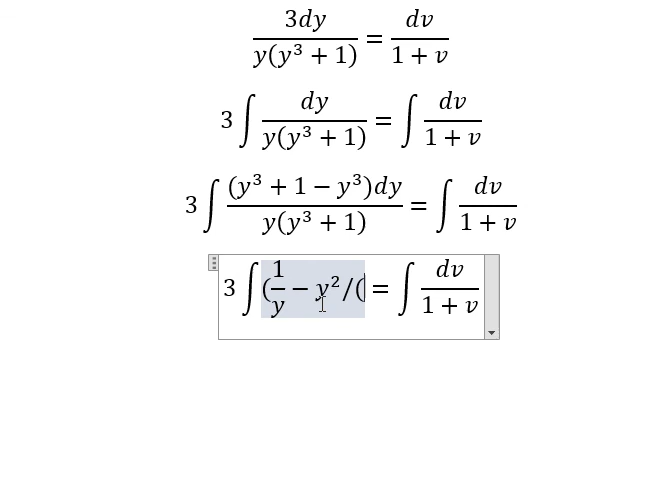 3dy/(y(y³ + 1)) = dv/(1 + v)
3 ∫ dy/(y(y³ + 1)) = ∫ dv/(1 + v)
3 ∫ (y³ + 1 − y³)dy/(y(y³ + 1)) = ∫ dv/(1 + v)
3 ∫ (1/y − y²/( = ∫ dv/(1 + v)